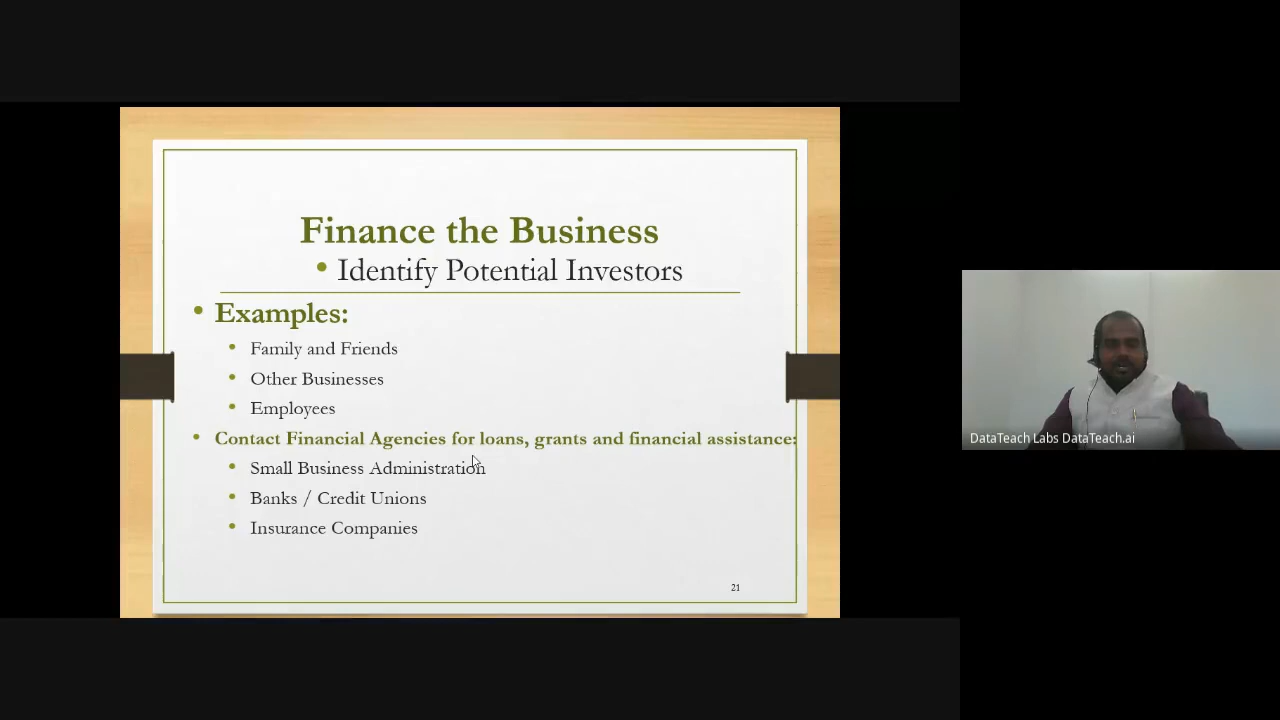 Finance the Business
• Identify Potential Investors
• Examples:
• Family and Friends
• Other Businesses
• Employees
• Contact Financial Agencies for loans, grants and financial assistance:
• Small Business Administration
• Banks / Credit Unions
• Insurance Companies
21
DataTeach Labs DataTeach.ai